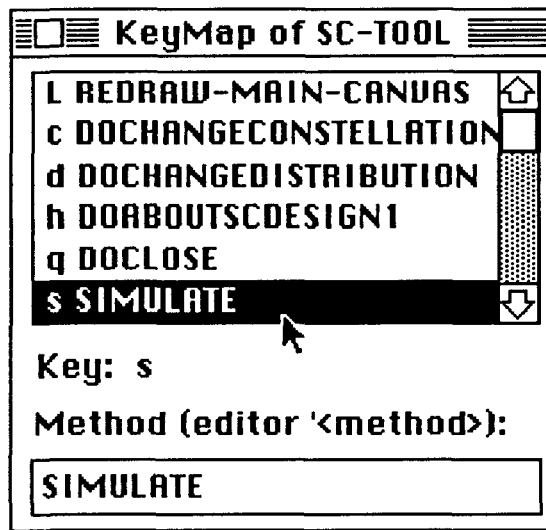 KeyMap of SC-TOOL
L REDRAW-MAIN-CANVAS
c DOCHANGECONSTELLATION
d DOCHANGEDISTRIBUTION
h DOABOUTSCDESIGN1
q DOCLOSE
s SIMULATE
Key: s
Method (editor '<method>):
SIMULATE